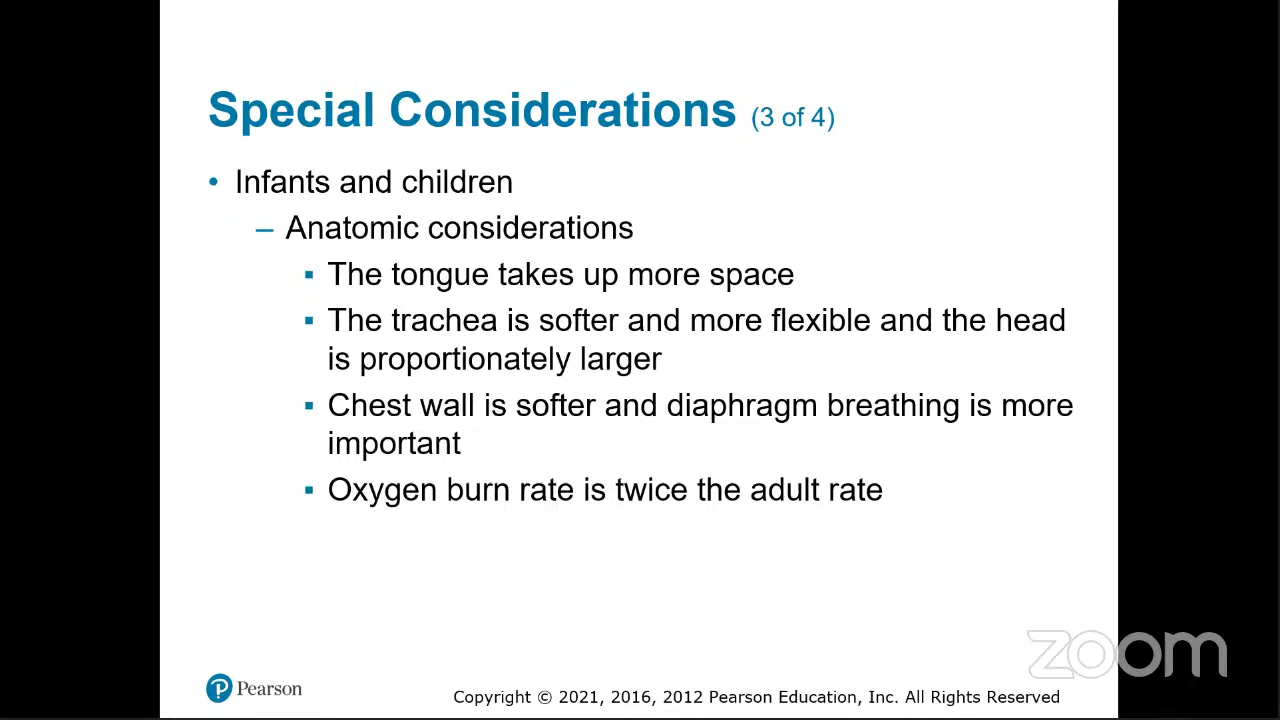 Special Considerations (3 of 4)
• Infants and children
– Anatomic considerations
▪ The tongue takes up more space
▪ The trachea is softer and more flexible and the head
is proportionately larger
▪ Chest wall is softer and diaphragm breathing is more
important
▪ Oxygen burn rate is twice the adult rate
zoom
Pearson
Copyright © 2021, 2016, 2012 Pearson Education, Inc. All Rights Reserved